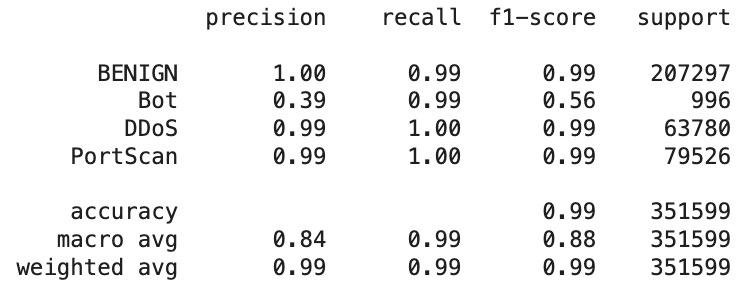 precision recall f1-score support
BENIGN 1.00 0.99 0.99 207297
Bot 0.39 0.99 0.56 996
DDoS 0.99 1.00 0.99 63780
PortScan 0.99 1.00 0.99 79526
accuracy 0.99 351599
macro avg 0.84 0.99 0.88 351599
weighted avg 0.99 0.99 0.99 351599